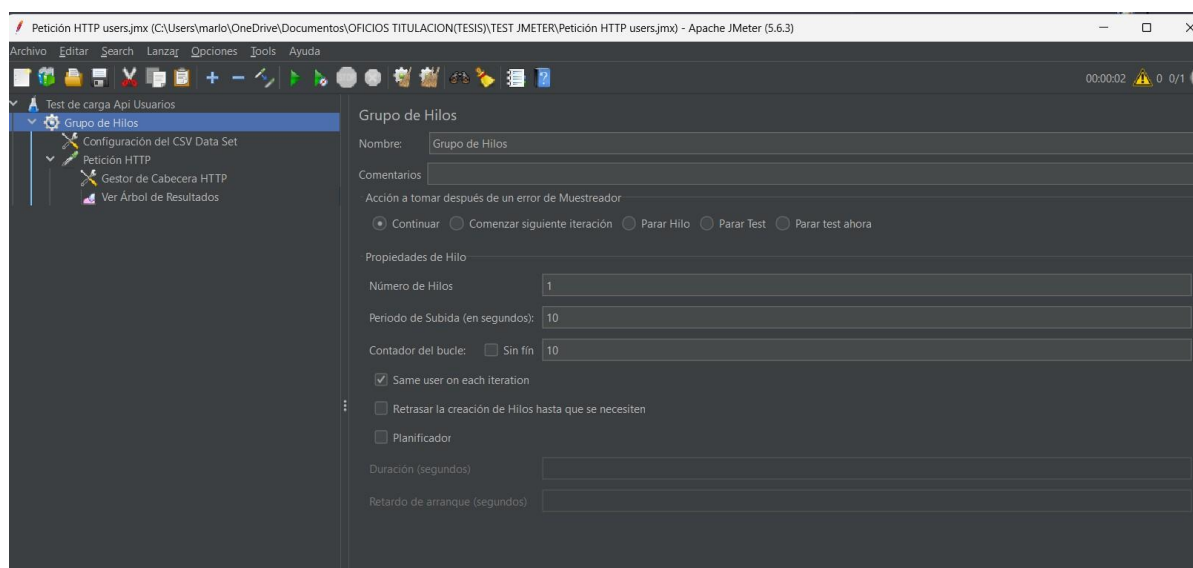 Petición HTTP users.jmx (C:\Users\marlo\OneDrive\Documentos\OFICIOS TITULACION(TESIS)\TEST JMETER\Petición HTTP users.jmx) - Apache JMeter (5.6.3)
Archivo Editar Search Lanzar Opciones Tools Ayuda
00:00:02 0 0/1
Test de carga Api Usuarios
Grupo de Hilos
Configuración del CSV Data Set
Petición HTTP
Gestor de Cabecera HTTP
Ver Árbol de Resultados
Grupo de Hilos
Nombre: Grupo de Hilos
Comentarios
Acción a tomar después de un error de Muestreador
Continuar Comenzar siguiente iteración Parar Hilo Parar Test Parar test ahora
Propiedades de Hilo
Número de Hilos 1
Periodo de Subida (en segundos): 10
Contador del bucle: Sin fín 10
Same user on each iteration
Retrasar la creación de Hilos hasta que se necesiten
Planificador
Duración (segundos)
Retardo de arranque (segundos)